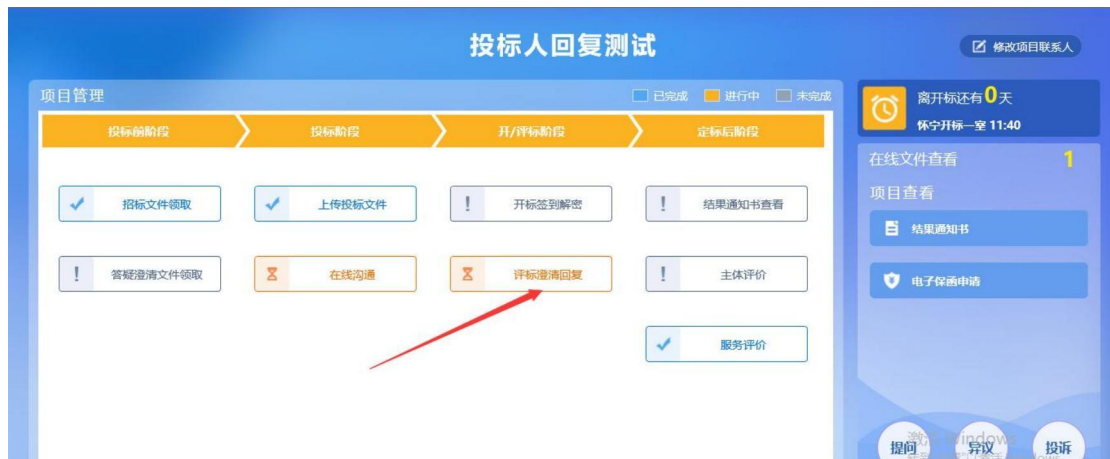 投标人回复测试
修改项目联系人
项目管理
已完成 进行中 未完成
投标前阶段 投标阶段 开/评标阶段 定标后阶段
招标文件领取 上传投标文件 开标签到解密 结果通知书查看
答疑澄清文件领取 在线沟通 评标澄清回复 主体评价
服务评价
离开标还有0天
怀宁开标一室 11:40
在线文件查看 1
项目查看
结果通知书
电子保函申请
提问 异议 投诉